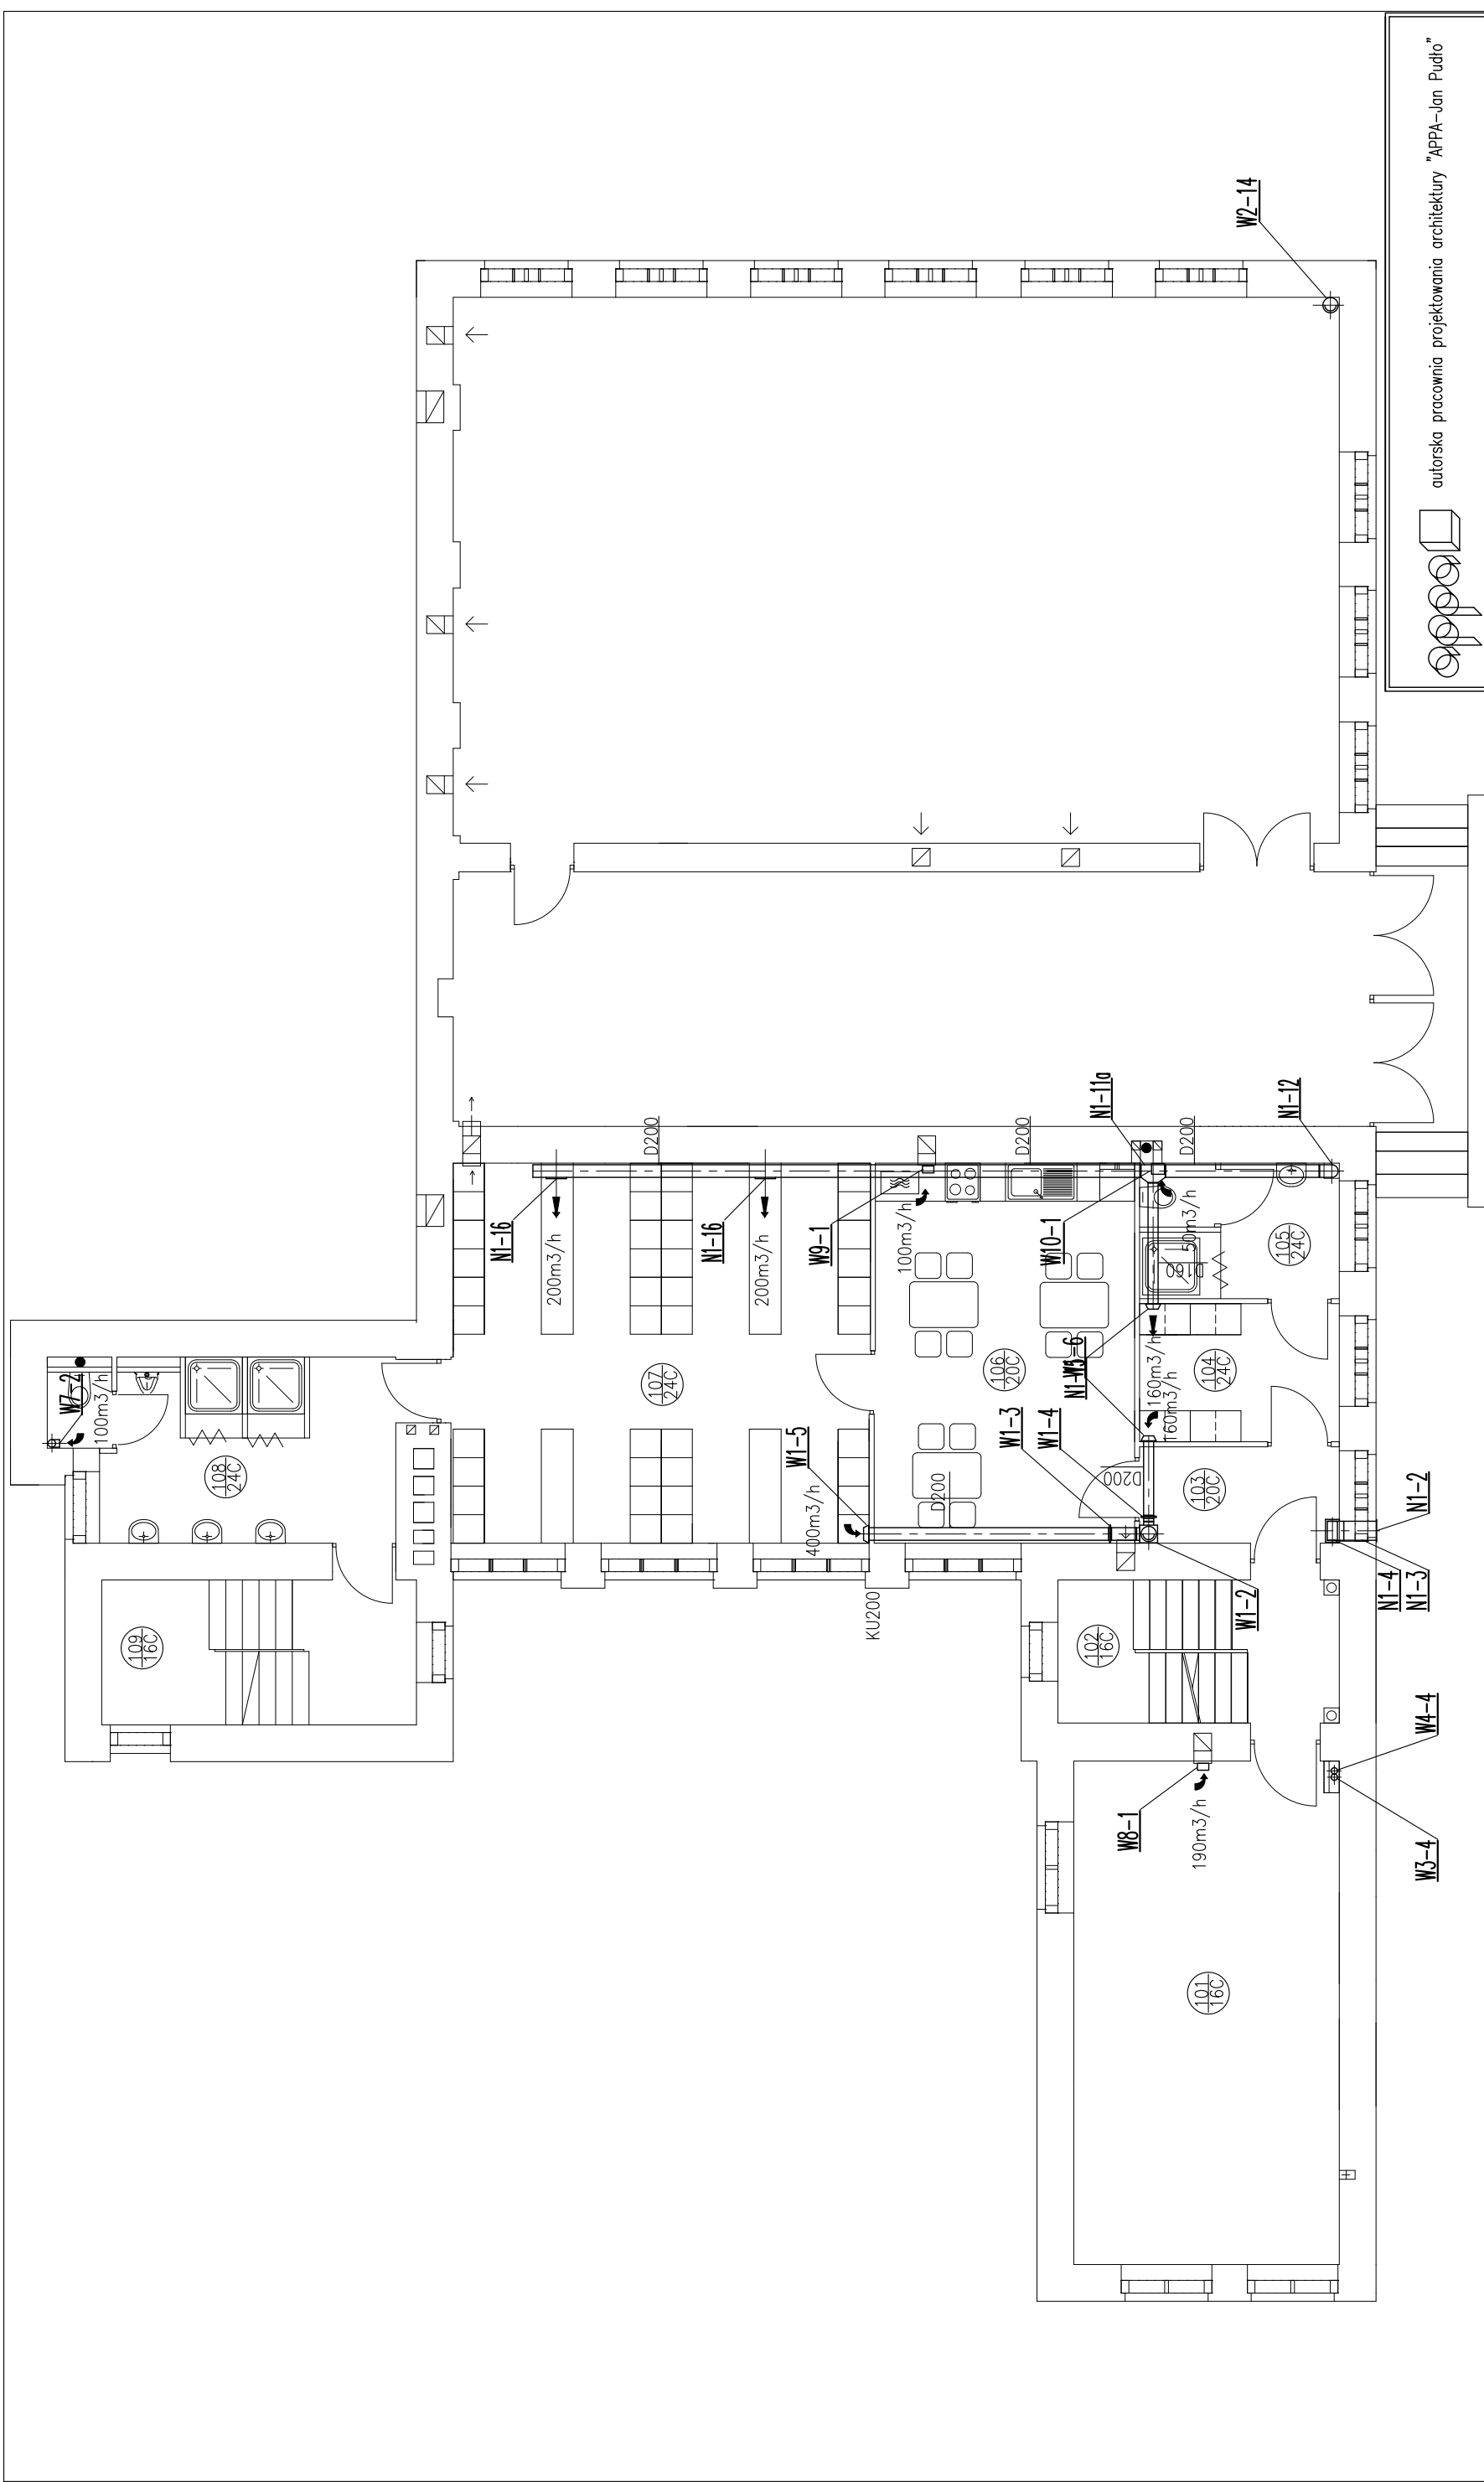 autorska pracownia projektowania architektury "APPA-Jan Pudło"
appa
W2-14
N1-11a
N1-12
D200
D200
D200
N1-16
N1-16
W9-1
W10-1
200m3/h
200m3/h
100m3/h
50m3/h
D160
105
24C
W7-2
100m3/h
107
24C
106
20C
104
24C
W5-6
160m3/h
160m3/h
108
24C
W1-5
400m3/h
W1-3
W1-4
D200
D200
103
20C
N1-2
N1-4
N1-3
109
16C
KU200
102
16C
W1-2
W4-4
W8-1
190m3/h
W3-4
101
16C